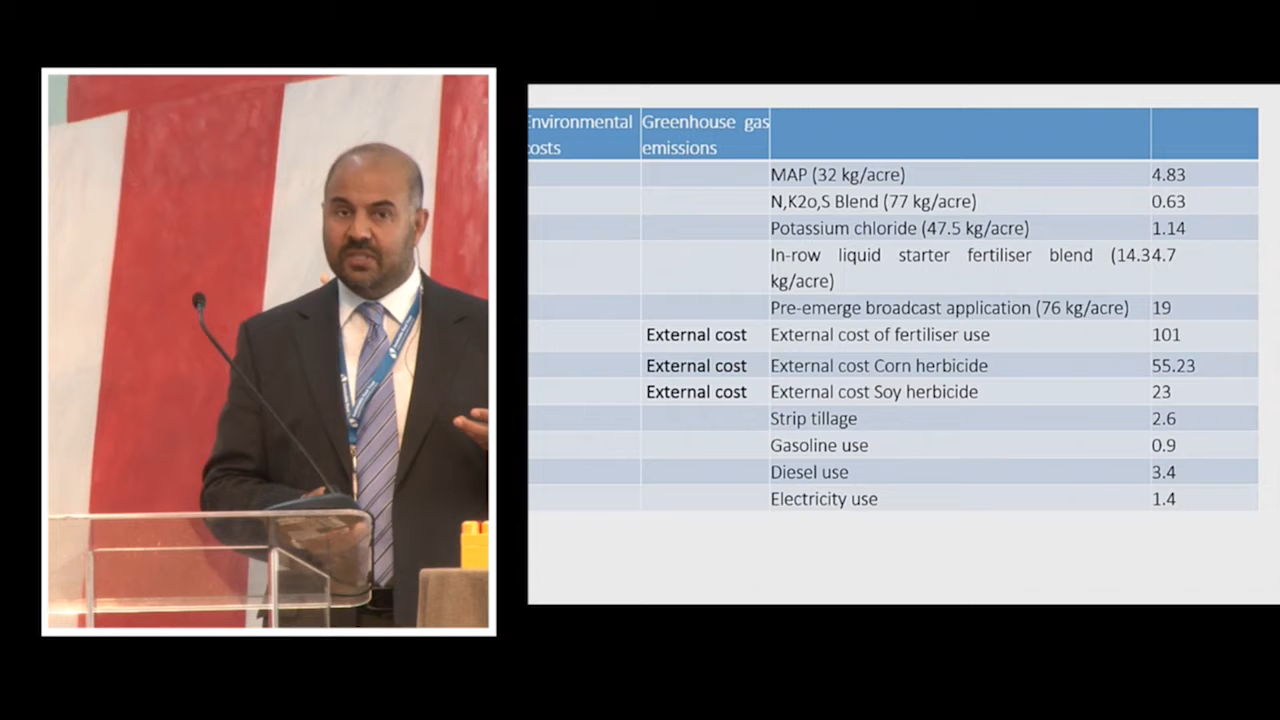 Environmental Greenhouse gas
costs emissions
MAP (32 kg/acre) 4.83
N,K2o,S Blend (77 kg/acre) 0.63
Potassium chloride (47.5 kg/acre) 1.14
In-row liquid starter fertiliser blend (14.3 4.7
kg/acre)
Pre-emerge broadcast application (76 kg/acre) 19
External cost External cost of fertiliser use 101
External cost External cost Corn herbicide 55.23
External cost External cost Soy herbicide 23
Strip tillage 2.6
Gasoline use 0.9
Diesel use 3.4
Electricity use 1.4